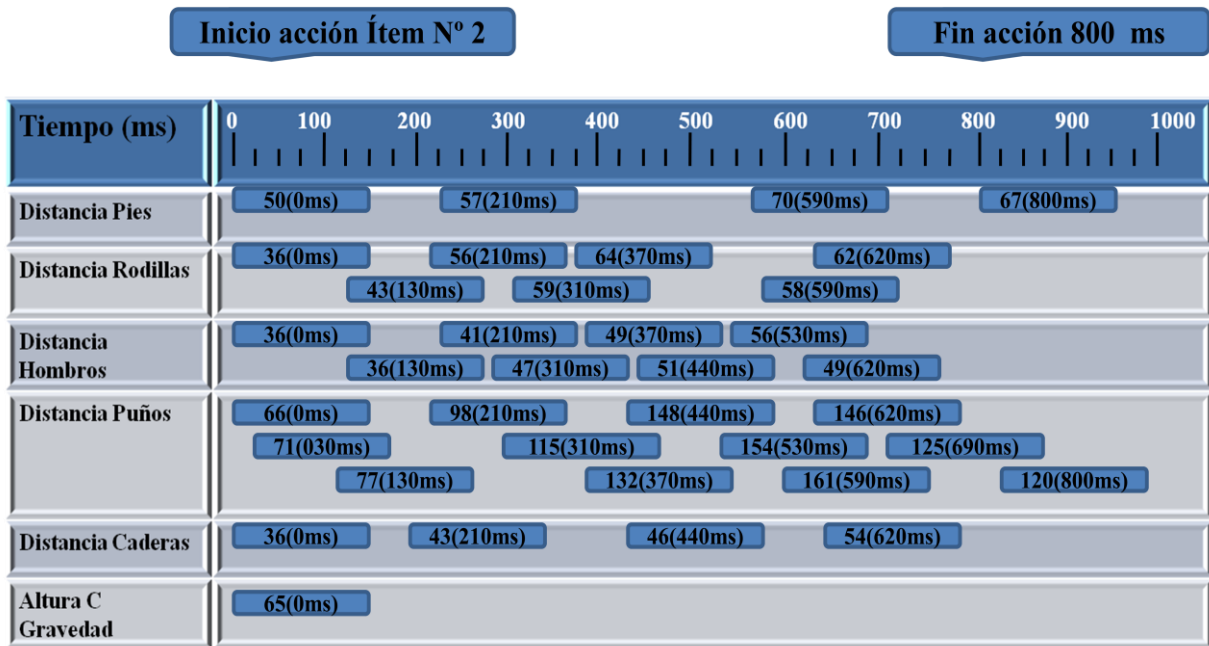 Inicio acción Ítem Nº 2
Fin acción 800 ms
Tiempo (ms)
0 100 200 300 400 500 600 700 800 900 1000
Distancia Pies
50(0ms) 57(210ms) 70(590ms) 67(800ms)
Distancia Rodillas
36(0ms) 56(210ms) 64(370ms) 62(620ms)
43(130ms) 59(310ms) 58(590ms)
Distancia
Hombros
36(0ms) 41(210ms) 49(370ms) 56(530ms)
36(130ms) 47(310ms) 51(440ms) 49(620ms)
Distancia Puños
66(0ms) 98(210ms) 148(440ms) 146(620ms)
71(030ms) 115(310ms) 154(530ms) 125(690ms)
77(130ms) 132(370ms) 161(590ms) 120(800ms)
Distancia Caderas
36(0ms) 43(210ms) 46(440ms) 54(620ms)
Altura C
Gravedad
65(0ms)